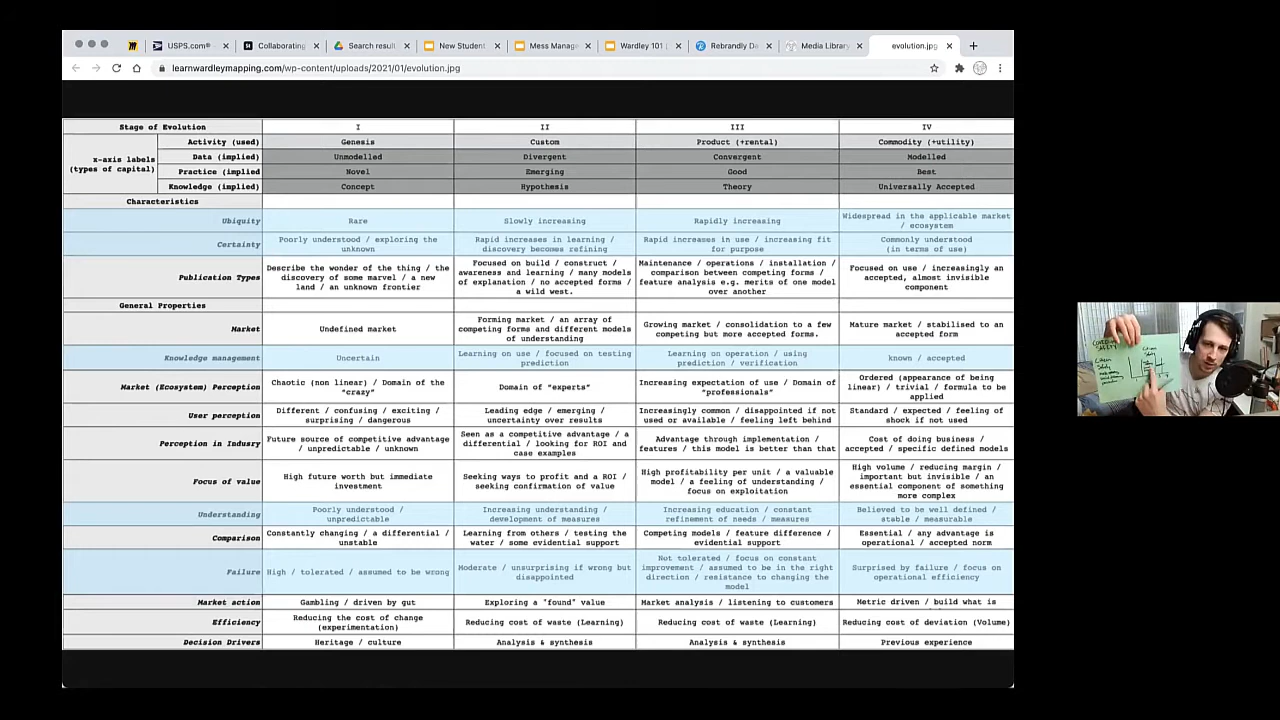 USPS.com®
Collaborating
Search result
New Student
Mess Manag
Wardley 101 |
Rebrandly Da
Media Library
evolution.jpg
learnwardleymapping.com/wp-content/uploads/2021/01/evolution.jpg
Stage of Evolution I II III IV
x-axis labels
(types of capital)
Activity (used) Genesis Custom Product (+rental) Commodity (+utility)
Data (implied) Unmodelled Divergent Convergent Modelled
Practice (implied Novel Emerging Good Best
Knowledge (implied) Concept Hypothesis Theory Universally Accepted
Characteristics
Ubiquity Rare Slowly increasing Rapidly increasing
Widespread in the applicable market
/ ecosystem
Certainty
Poorly understood / exploring the
unknown
Rapid increases in learning /
discovery becomes refining
Rapid increases in use / increasing fit
for purpose
Commonly understood
(in terms of use)
Publication Types
Describe the wonder of the thing / the
discovery of some marvel / a new
land / an unknown frontier
Focused on build / construct /
awareness and learning / many models
of explanation / no accepted forms /
a wild west.
Maintenance / operations / installation /
comparison between competing forms /
feature analysis e.g. merits of one model
over another
Focused on use / increasingly an
accepted, almost invisible
component
General Properties
Market
Undefined market
Forming market / an array of
competing forms and different models
of understanding
Growing market / consolidation to a few
competing but more accepted forms.
Mature market / stabilised to an
accepted form
Knowledge management
Uncertain
Learning on use / focused on testing
prediction
Learning on operation / using
prediction / verification
known / accepted
Market (Ecosystem) Perception
Chaotic (non linear) / Domain of the
"crazy"
Domain of "experts"
Increasing expectation of use / Domain of
"professionals"
Ordered (appearance of being
linear) / trivial / formula to be
applied
User perception
Different / confusing / exciting /
surprising / dangerous
Leading edge / emerging /
uncertainty over results
Increasingly common / disappointed if not
used or available / feeling left behind
Standard / expected / feeling of
shock if not used
Perception in Indusry
Future source of competitive advantage
/ unpredictable / unknown
Seen as a competitive advantage / a
differential / looking for ROI and
case examples
Advantage through implementation /
features / this model is better than that
Cost of doing business /
accepted / specific defined models
Focus of value
High future worth but immediate
investment
Seeking ways to profit and a ROI /
seeking confirmation of value
High profitability per unit / a valuable
model / a feeling of understanding /
focus on exploitation
High volume / reducing margin /
important but invisible / an
essential component of something
more complex
Understanding
Poorly understood /
unpredictable
Increasing understanding /
development of measures
Increasing education / constant
refinement of needs / measures
Believed to be well defined /
stable / measurable
Comparison
Constantly changing / a differential /
unstable
Learning from others / testing the
water / some evidential support
Competing models / feature difference /
evidential support
Essential / any advantage is
operational / accepted norm
Failure
High / tolerated / assumed to be wrong
Moderate / unsurprising if wrong but
disappointed
Not tolerated / focus on constant
improvement / assumed to be in the right
direction / resistance to changing the
model
Surprised by failure / focus on
operational efficiency
Market action Gambling / driven by gut Exploring a "found" value Market analysis / listening to customers Metric driven / build what is
Efficiency
Reducing the cost of change
(experimentation)
Reducing cost of waste (Learning)
Reducing cost of waste (Learning)
Reducing cost of deviation (Volume)
Decision Drivers Heritage / culture Analysis & synthesis Analysis & synthesis Previous experience